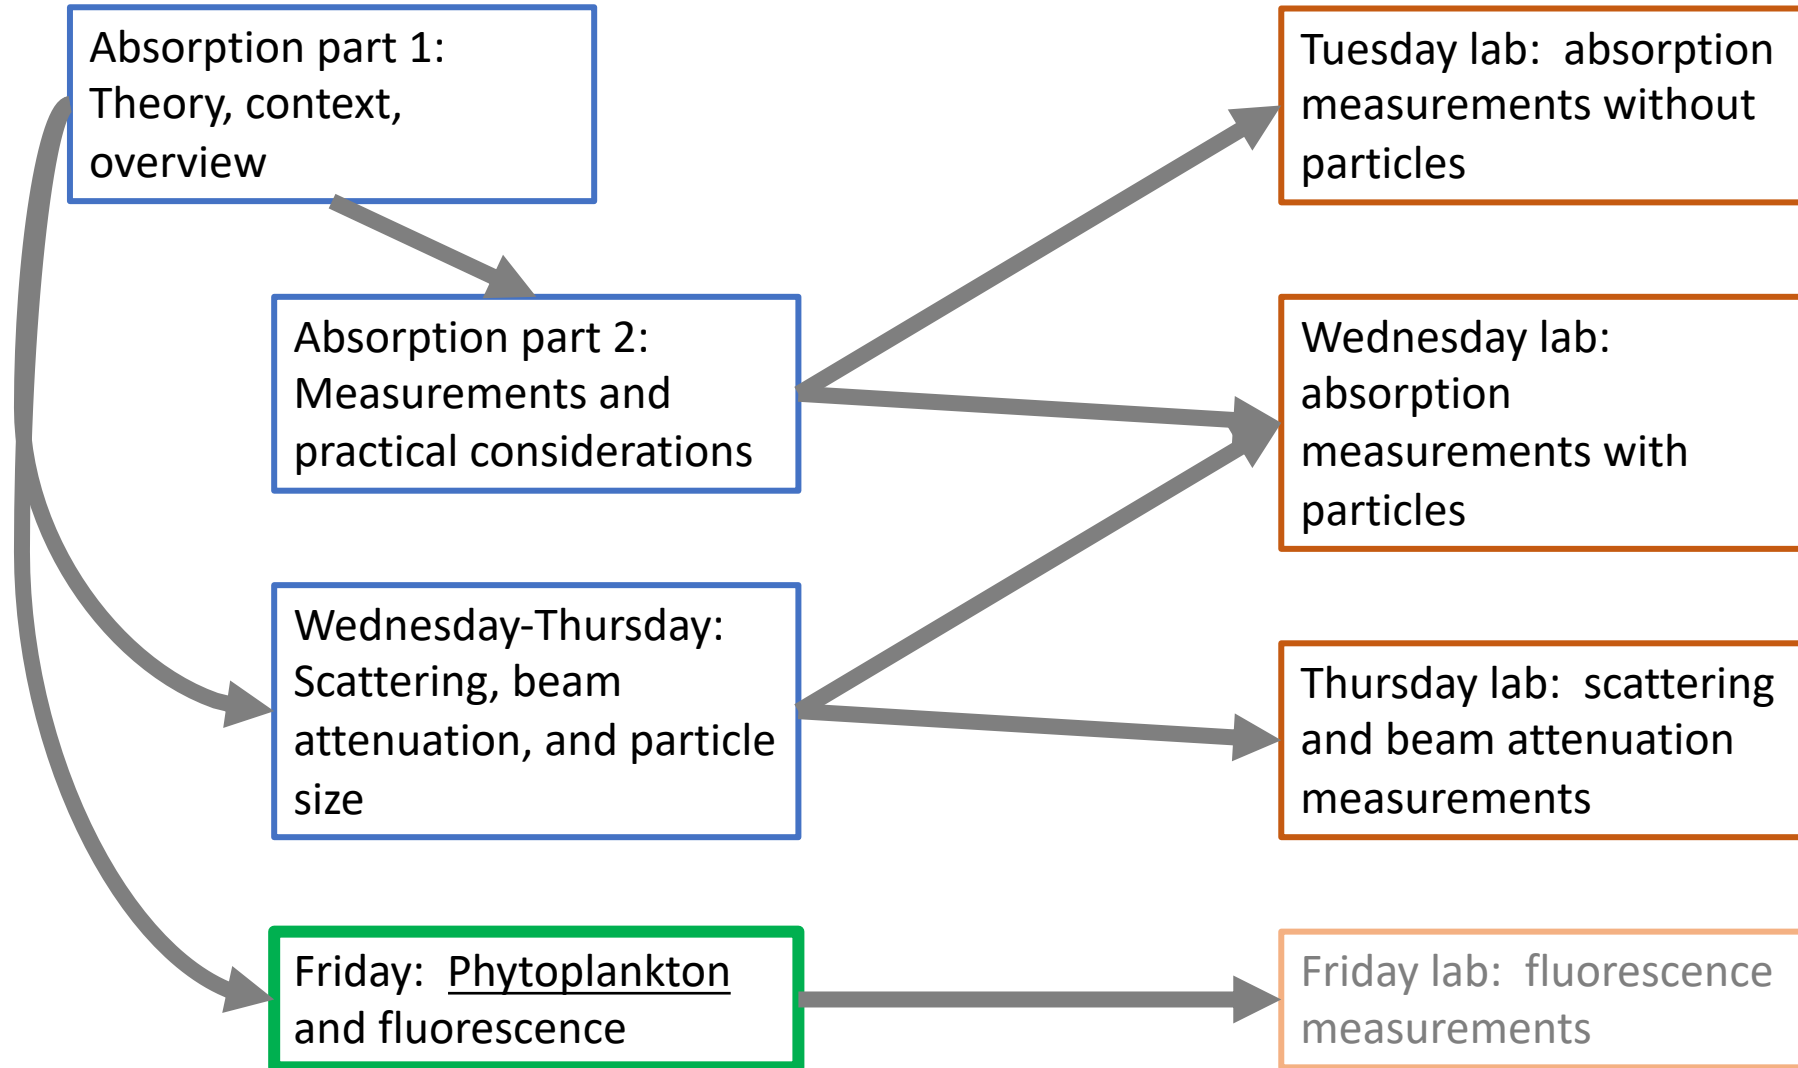 Absorption part 1:
Theory, context,
overview
Absorption part 2:
Measurements and
practical considerations
Wednesday-Thursday:
Scattering, beam
attenuation, and particle
size
Friday:  Phytoplankton
and fluorescence
Tuesday lab:  absorption
measurements without
particles
Wednesday lab:
absorption
measurements with
particles
Thursday lab:  scattering
and beam attenuation
measurements
Friday lab:  fluorescence
measurements